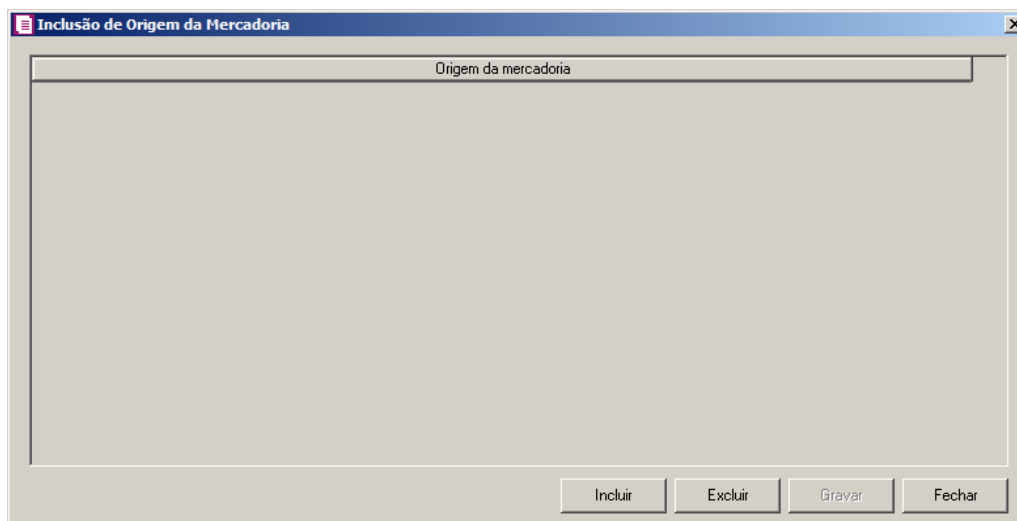 Inclusão de Origem da Mercadoria
Origem da mercadoria
Incluir Excluir Gravar Fechar